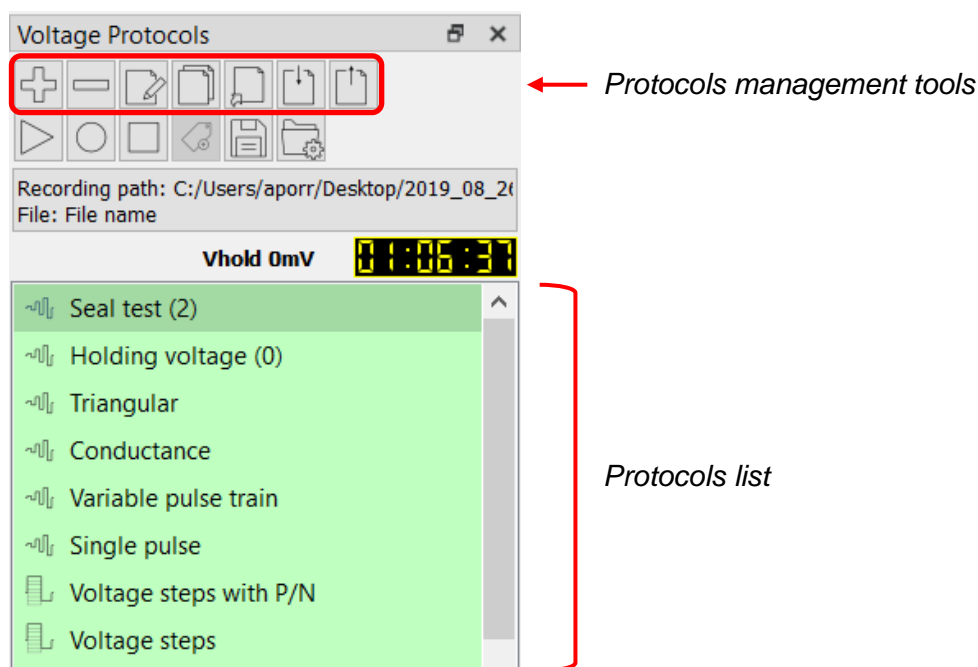 Voltage Protocols
Protocols management tools
Recording path: C:/Users/aporr/Desktop/2019_08_26
File: File name
Vhold 0mV 01:06:37
Seal test (2)
Holding voltage (0)
Triangular
Conductance
Variable pulse train
Protocols list
Single pulse
Voltage steps with P/N
Voltage steps